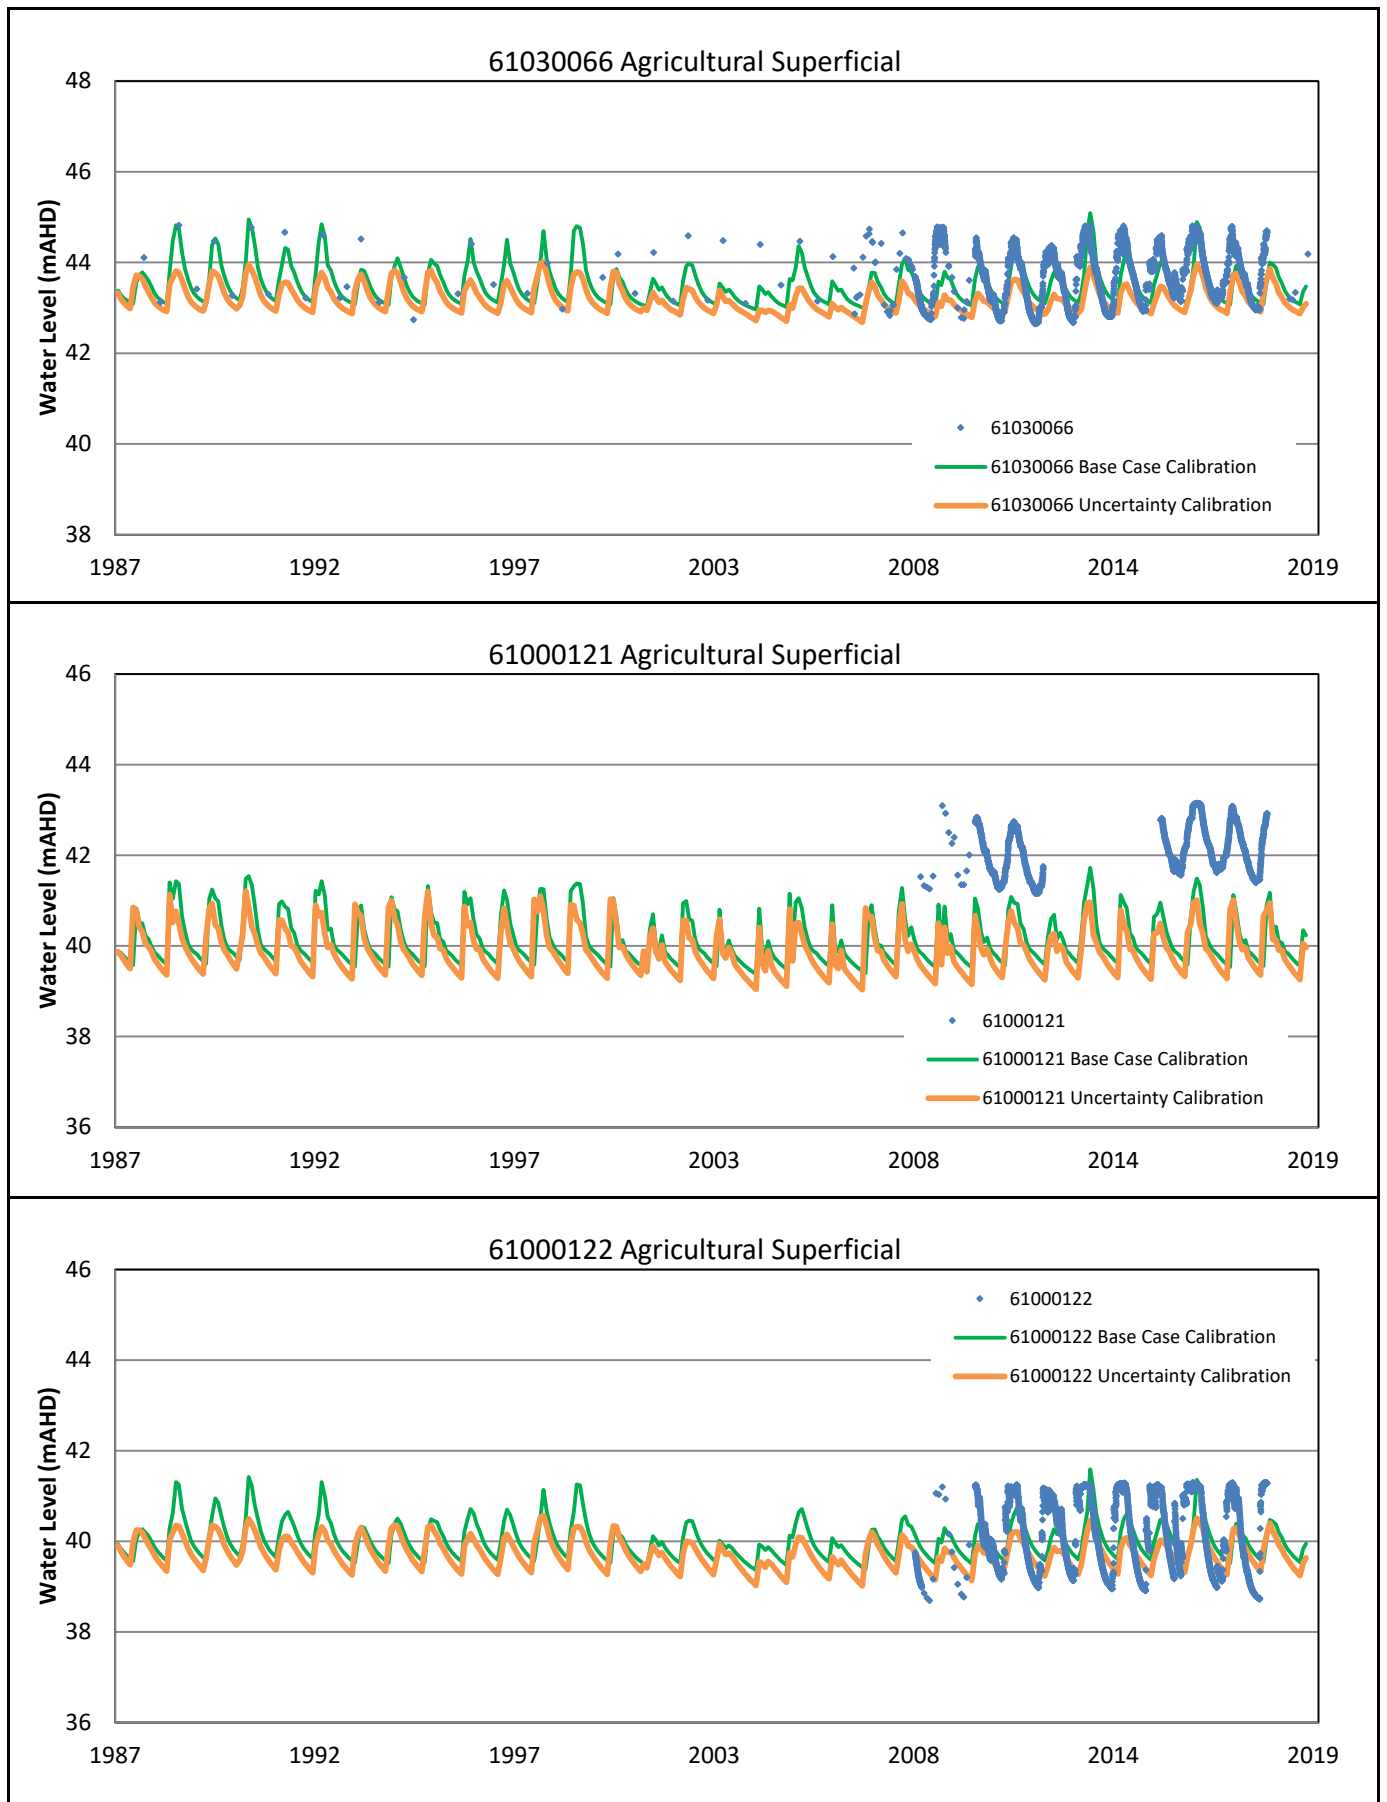 61030066 Agricultural Superficial
48
46
44
42
40
38
Water Level (mAHD)
61030066
61030066 Base Case Calibration
61030066 Uncertainty Calibration
1987 1992 1997 2003 2008 2014 2019
61000121 Agricultural Superficial
46
44
42
40
38
36
Water Level (mAHD)
61000121
61000121 Base Case Calibration
61000121 Uncertainty Calibration
1987 1992 1997 2003 2008 2014 2019
61000122 Agricultural Superficial
46
44
42
40
38
36
Water Level (mAHD)
61000122
61000122 Base Case Calibration
61000122 Uncertainty Calibration
1987 1992 1997 2003 2008 2014 2019